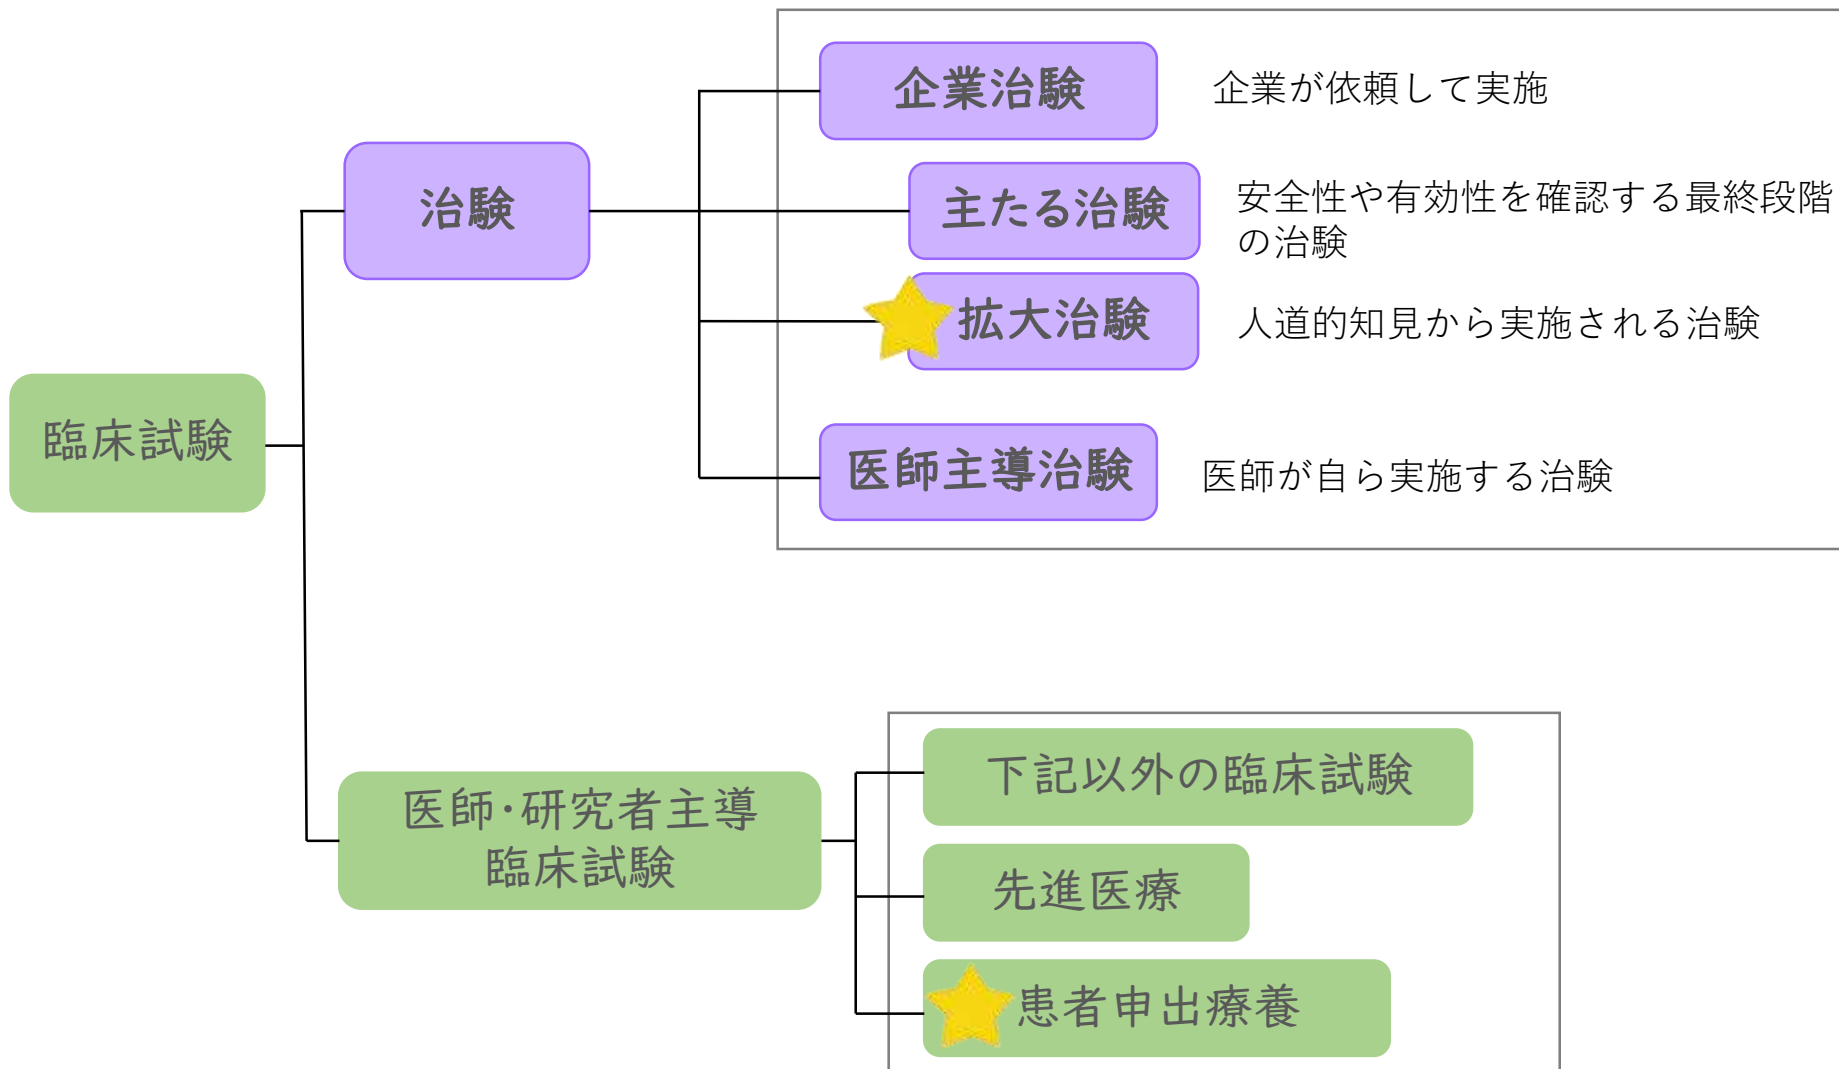 企業治験
企業が依頼して実施
治験
主たる治験
安全性や有効性を確認する最終段階
の治験
拡大治験
人道的知見から実施される治験
臨床試験
医師主導治験
医師が自ら実施する治験
下記以外の臨床試験
医師・研究者主導
臨床試験
先進医療
患者申出療養